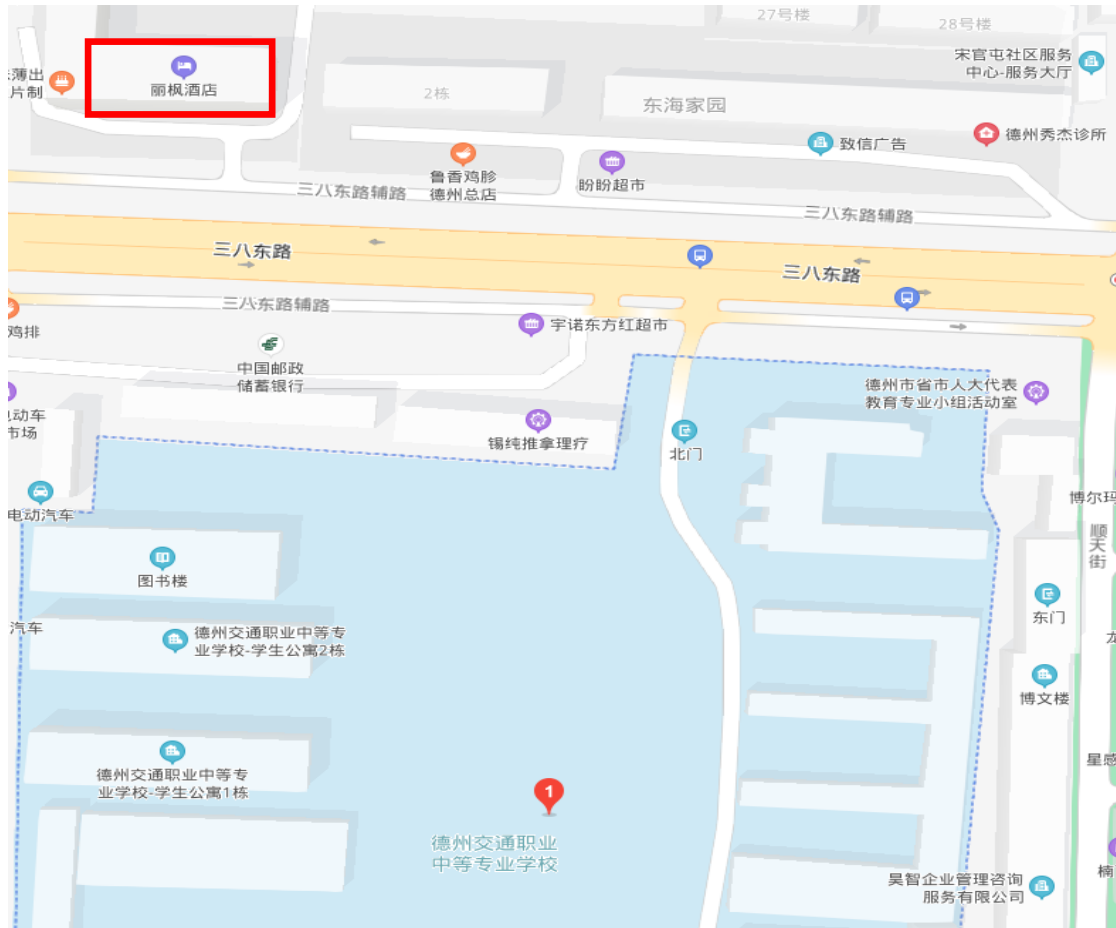 27号楼
28号楼
宋官屯社区服务
中心-服务大厅
薄出
片制
丽枫酒店
2栋
东海家园
致信广告
德州秀杰诊所
鲁香鸡胗
德州总店
盼盼超市
三八东路辅路
三八东路辅路
三八东路
三八东路
三八东路辅路
宇诺东方红超市
鸡排
中国邮政
储蓄银行
德州市省市人大代表
教育专业小组活动室
动车
市场
锡纯推拿理疗
北门
电动汽车
博尔玛
顺天街
图书楼
东门
汽车
德州交通职业中等专
业学校-学生公寓2栋
博文楼
德州交通职业中等专
业学校-学生公寓1栋
星感
1
德州交通职业
中等专业学校
昊智企业管理咨询
服务有限公司
楠